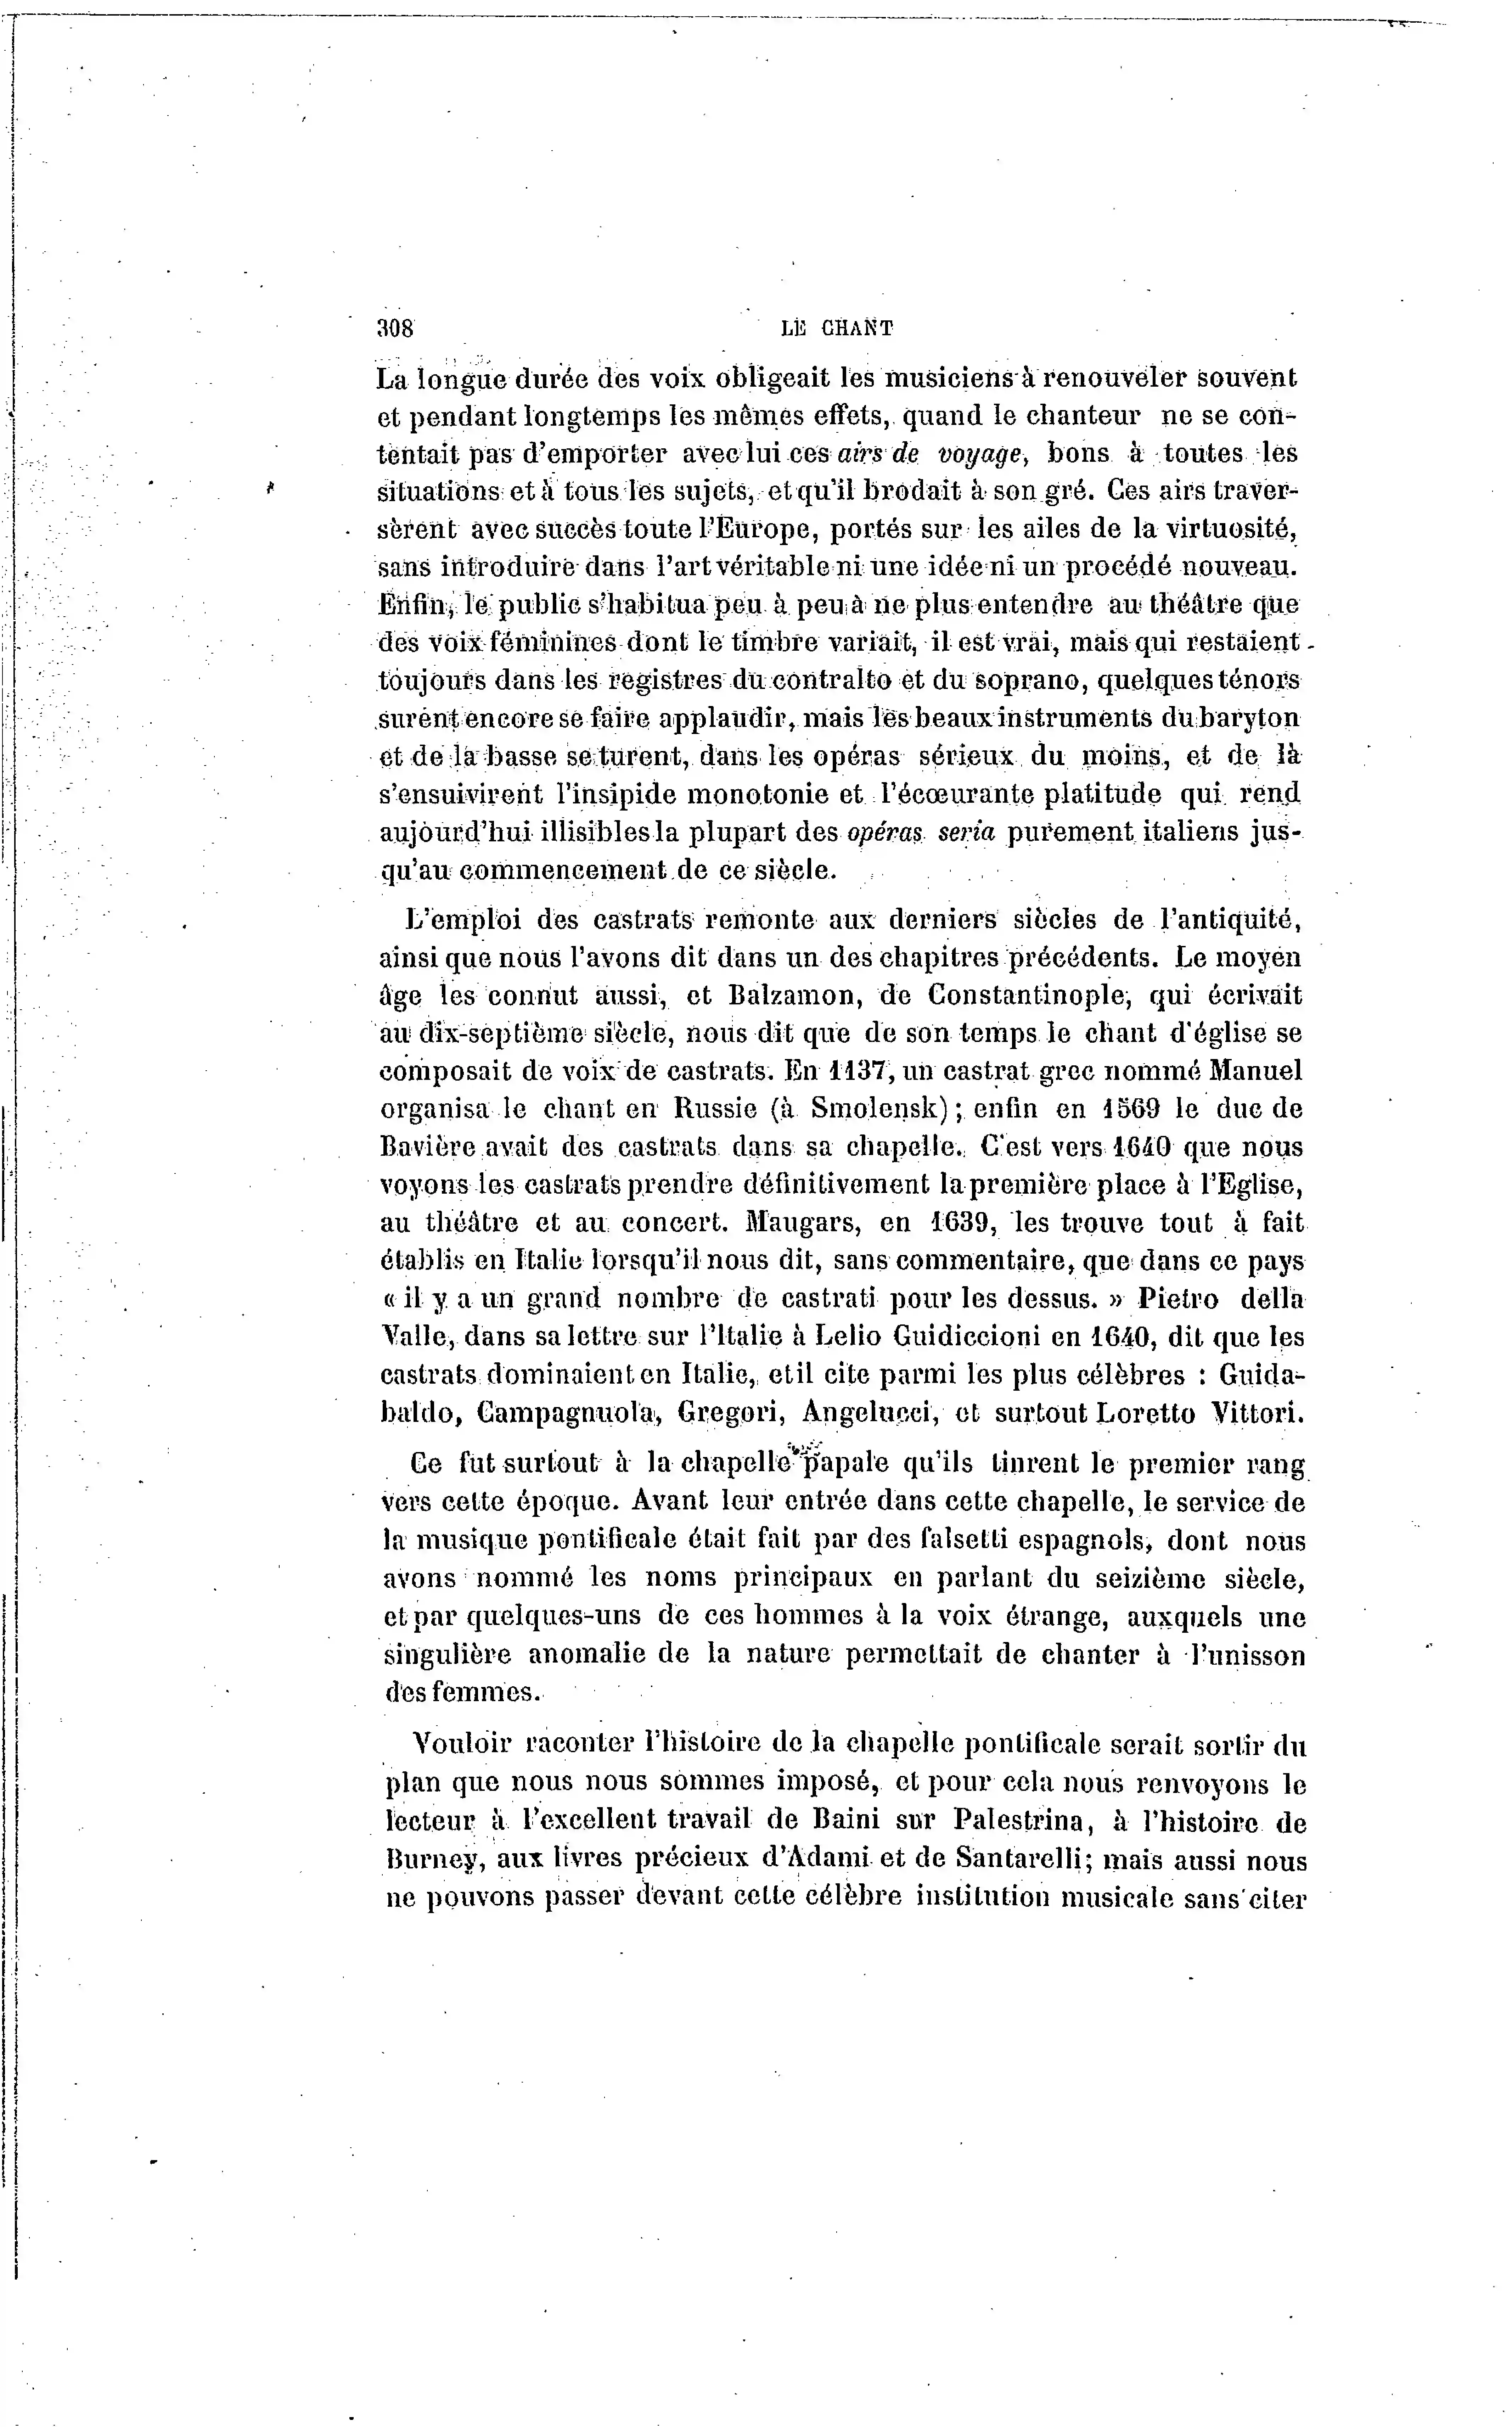 308 LE CHANT
La longue durée des voix obligeait les musiciens à renouveler souvent
et pendant longtemps les mêmes effets, quand le chanteur ne se con-
tentait pas d'emporter avec lui ces airs de voyage, bons à toutes les
situations et à tous les sujets, et qu'il brodait à son gré. Ces airs traver-
sèrent avec succès toute l'Europe, portés sur les ailes de la virtuosité,
sans introduire dans l'art véritable ni une idée ni un procédé nouveau.
Enfin, le public s'habitua peu à peu à ne plus entendre au théâtre que
des voix féminines dont le timbre variait, il est vrai, mais qui restaient
toujours dans les registres du contralto et du soprano, quelques ténors
surent encore se faire applaudir, mais les beaux instruments du baryton
et de la basse se turent, dans les opéras sérieux du moins, et de là
s'ensuivirent l'insipide monotonie et l'écœurante platitude qui rend
aujourd'hui illisibles la plupart des opéras seria purement italiens jus-
qu'au commencement de ce siècle.
L'emploi des castrats remonte aux derniers siècles de l'antiquité,
ainsi que nous l'avons dit dans un des chapitres précédents. Le moyen
âge les connut aussi, et Balzamon, de Constantinople, qui écrivait
au dix-septième siècle, nous dit que de son temps le chant d'église se
composait de voix de castrats. En 1137, un castrat grec nommé Manuel
organisa le chant en Russie (à Smolensk); enfin en 1569 le duc de
Bavière avait des castrats dans sa chapelle. C'est vers 1640 que nous
voyons les castrats prendre définitivement la première place à l'Eglise,
au théâtre et au concert. Maugars, en 1639, les trouve tout à fait
établis en Italie lorsqu'il nous dit, sans commentaire, que dans ce pays
« il y a un grand nombre de castrati pour les dessus. » Pietro della
Valle, dans sa lettre sur l'Italie à Lelio Guidiccioni en 1640, dit que les
castrats dominaient en Italie, et il cite parmi les plus célèbres : Guida-
baldo, Campagnuola, Gregori, Angelucci, et surtout Loretto Vittori.
Ce fut surtout à la chapelle papale qu'ils tinrent le premier rang
vers cette époque. Avant leur entrée dans cette chapelle, le service de
la musique pontificale était fait par des falsetti espagnols, dont nous
avons nommé les noms principaux en parlant du seizième siècle,
et par quelques-uns de ces hommes à la voix étrange, auxquels une
singulière anomalie de la nature permettait de chanter à l'unisson
des femmes.
Vouloir raconter l'histoire de la chapelle pontificale serait sortir du
plan que nous nous sommes imposé, et pour cela nous renvoyons le
lecteur à l'excellent travail de Baini sur Palestrina, à l'histoire de
Burney, aux livres précieux d'Adami et de Santarelli; mais aussi nous
ne pouvons passer devant cette célèbre institution musicale sans citer